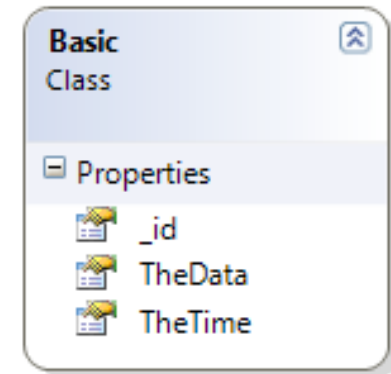 Basic
Class
Properties
_id
TheData
TheTime